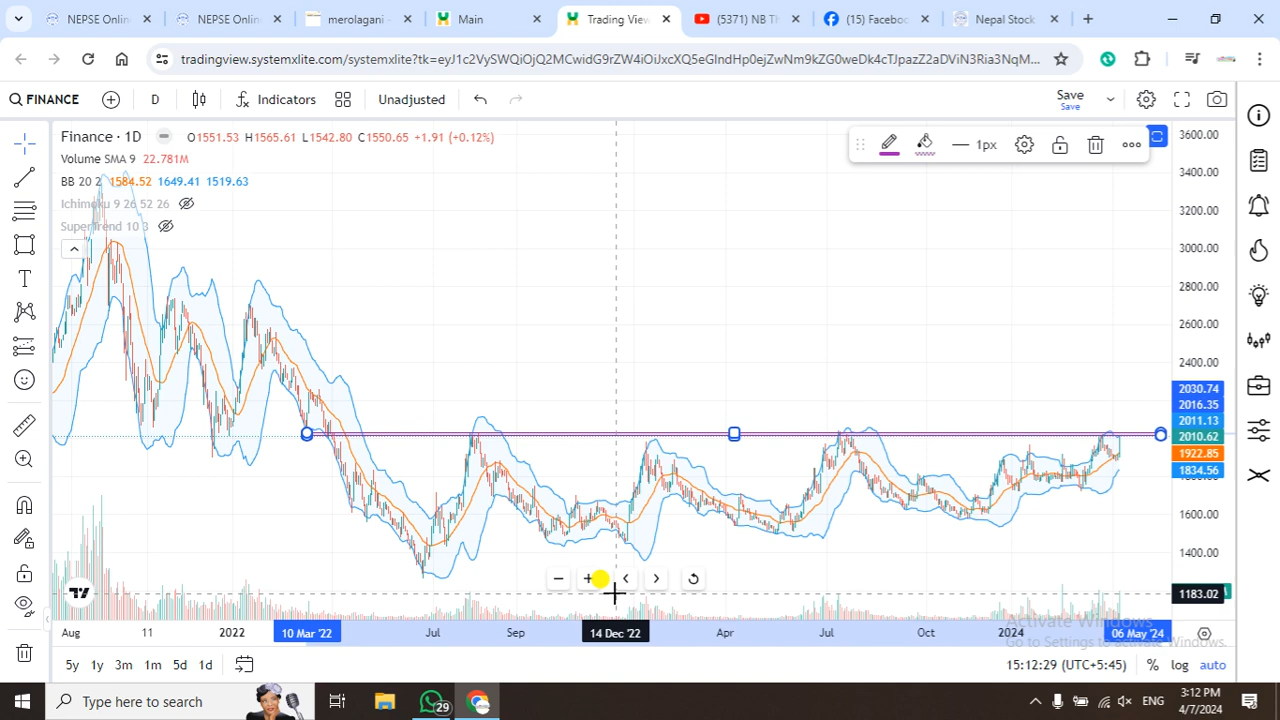 NEPSE Onlin
NEPSE Onlin
merolagani -
Main
Trading View
(5371) NB Th
(15) Faceboo
Nepal Stock
tradingview.systemxlite.com/systemxlite?tk=
FINANCE
D
Indicators
Unadjusted
Save
Save
Finance · 1D
O1551.53 H1565.61 L1542.80 C1550.65 +1.91 (+0.12%)
Volume SMA 9 22.781M
BB 20 2 1584.52 1649.41 1519.63
Ichimoku 9 26 52 26
SuperTrend 10 3
1px
3600.00
3400.00
3200.00
3000.00
2800.00
2600.00
2400.00
2030.74
2016.35
2011.13
2010.62
1922.85
1834.56
1600.00
1400.00
1183.02
Aug
11
2022
10 Mar '22
Jul
Sep
14 Dec '22
Apr
Jul
Oct
2024
06 May '24
Activate Windows
Go to Settings to activate Windows.
5y 1y 3m 1m 5d 1d
15:12:29 (UTC+5:45)
% log auto
Type here to search
29
ENG
3:12 PM
4/7/2024